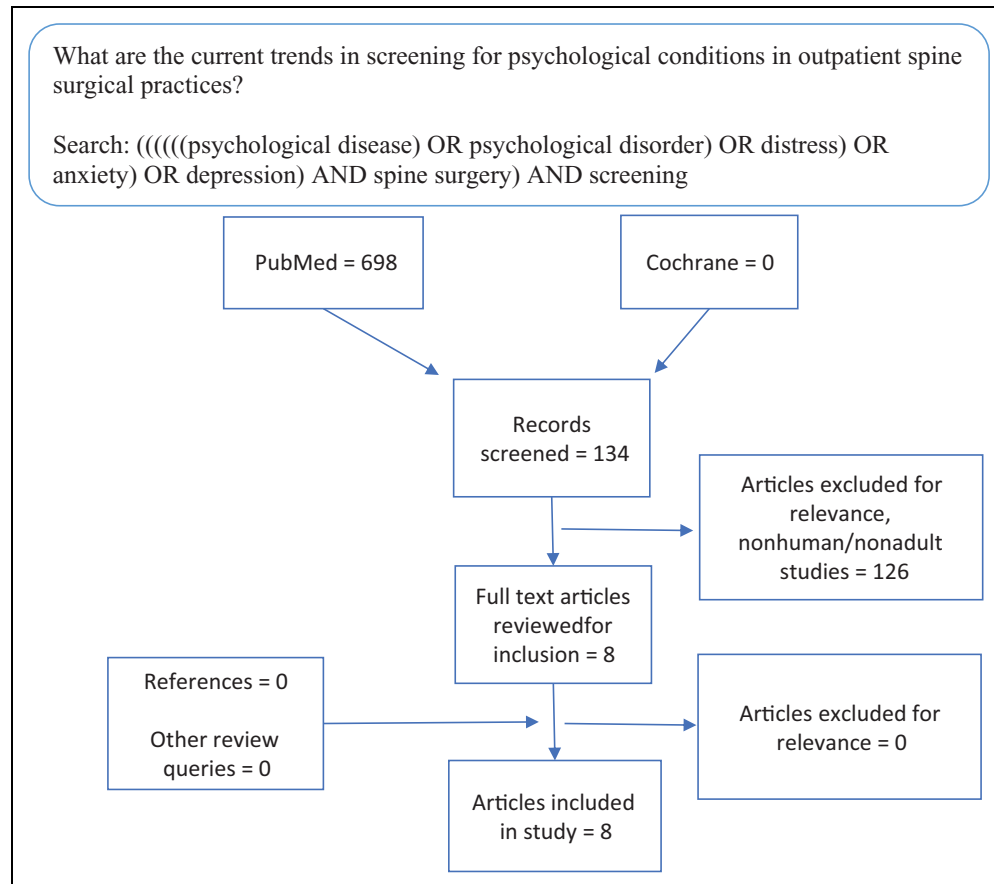 What are the current trends in screening for psychological conditions in outpatient spine
surgical practices?
Search: ((((((psychological disease) OR psychological disorder) OR distress) OR
anxiety) OR depression) AND spine surgery) AND screening
PubMed = 698
Cochrane = 0
Records
screened = 134
Articles excluded for
relevance,
nonhuman/nonadult
studies = 126
Full text articles
reviewedfor
inclusion = 8
References = 0
Other review
queries = 0
Articles excluded for
relevance = 0
Articles included
in study = 8